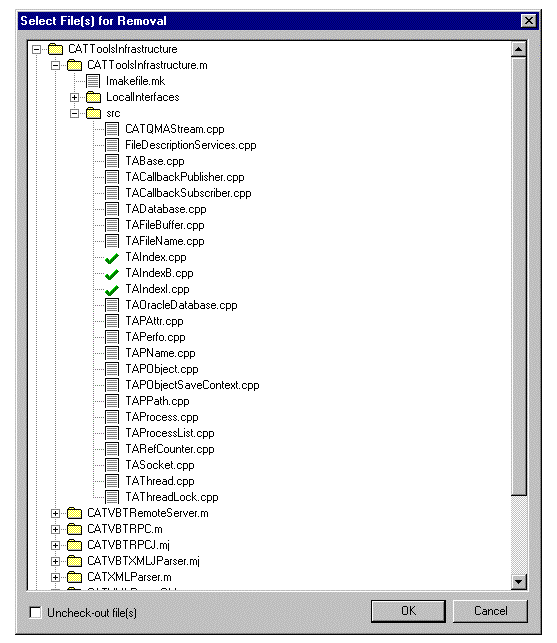 Select File(s) for Removal
CATToolsInfrastructure
CATToolsInfrastructure.m
Imakefile.mk
LocalInterfaces
src
CATQMAStream.cpp
FileDescriptionServices.cpp
TABase.cpp
TACallbackPublisher.cpp
TACallbackSubscriber.cpp
TADatabase.cpp
TAFileBuffer.cpp
TAFileName.cpp
TAIndex.cpp
TAIndexB.cpp
TAIndexI.cpp
TAOracleDatabase.cpp
TAPAttr.cpp
TAPerfo.cpp
TAPName.cpp
TAPObject.cpp
TAPObjectSaveContext.cpp
TAPPath.cpp
TAProcess.cpp
TAProcessList.cpp
TARefCounter.cpp
TASocket.cpp
TAThread.cpp
TAThreadLock.cpp
CATVBTRemoteServer.m
CATVBTRPC.m
CATVBTRPCJ.mj
CATVBTXMLJParser.mj
CATXMLParser.m
Uncheck-out file(s)
OK
Cancel